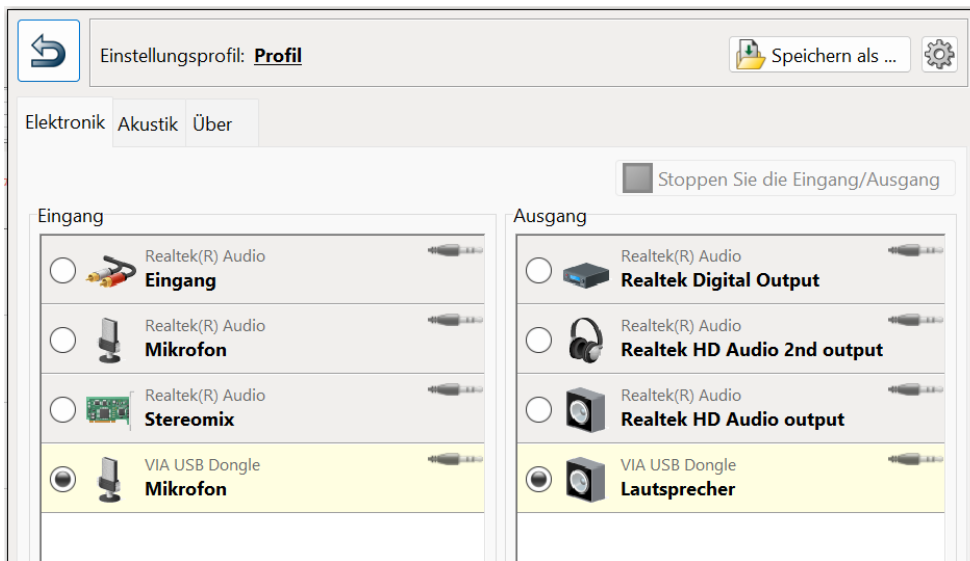 Einstellungsprofil: Profil
Speichern als ...
Elektronik Akustik Über
Stoppen Sie die Eingang/Ausgang
Eingang
Realtek(R) Audio
Eingang
Realtek(R) Audio
Mikrofon
Realtek(R) Audio
Stereomix
VIA USB Dongle
Mikrofon
Ausgang
Realtek(R) Audio
Realtek Digital Output
Realtek(R) Audio
Realtek HD Audio 2nd output
Realtek(R) Audio
Realtek HD Audio output
VIA USB Dongle
Lautsprecher